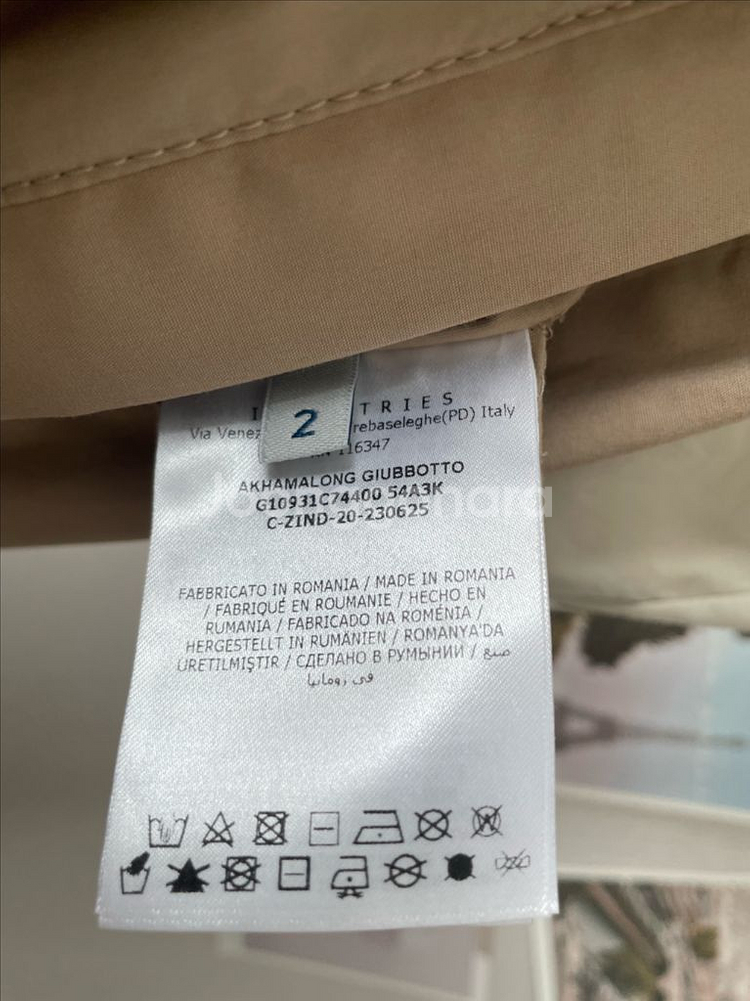 2
TRIES
Via Venez rebaseleghe(PD) Italy
116347
AKHAMALONG GIUBBOTTO
G10931C74400 54A3K
C-ZIND-20-230625
FABBRICATO IN ROMANIA / MADE IN ROMANIA
/ FABRIQUÉ EN ROUMANIE / HECHO EN
RUMANIA / FABRICADO NA ROMÉNIA /
HERGESTELLT IN RUMÄNIEN / ROMANYA'DA
ÜRETILMIŞTIR / СДЕЛАНО В РУМЫНИИ / صنع
في رومانيا